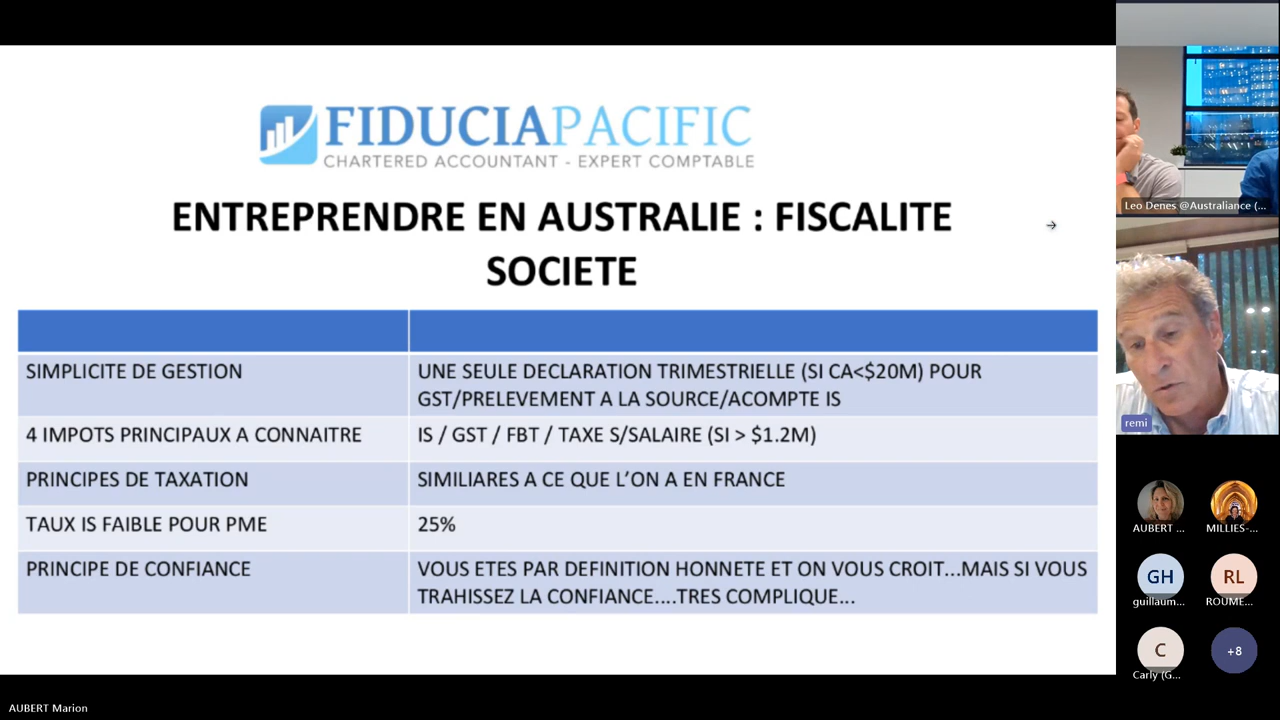 FIDUCIAPACIFIC
CHARTERED ACCOUNTANT - EXPERT COMPTABLE
ENTREPRENDRE EN AUSTRALIE : FISCALITE
SOCIETE
SIMPLICITE DE GESTION
UNE SEULE DECLARATION TRIMESTRIELLE (SI CA<$20M) POUR
GST/PRELEVEMENT A LA SOURCE/ACOMPTE IS
4 IMPOTS PRINCIPAUX A CONNAITRE
IS / GST / FBT / TAXE S/SALAIRE (SI > $1.2M)
PRINCIPES DE TAXATION
SIMILIARES A CE QUE L'ON A EN FRANCE
TAUX IS FAIBLE POUR PME
25%
PRINCIPE DE CONFIANCE
VOUS ETES PAR DEFINITION HONNETE ET ON VOUS CROIT...MAIS SI VOUS
TRAHISSEZ LA CONFIANCE....TRES COMPLIQUE...
Leo Denes @Australiance (...
remi
AUBERT ...
MILLIES-...
GH
guillaum...
RL
ROUME...
C
Carly (G...
+8
AUBERT Marion